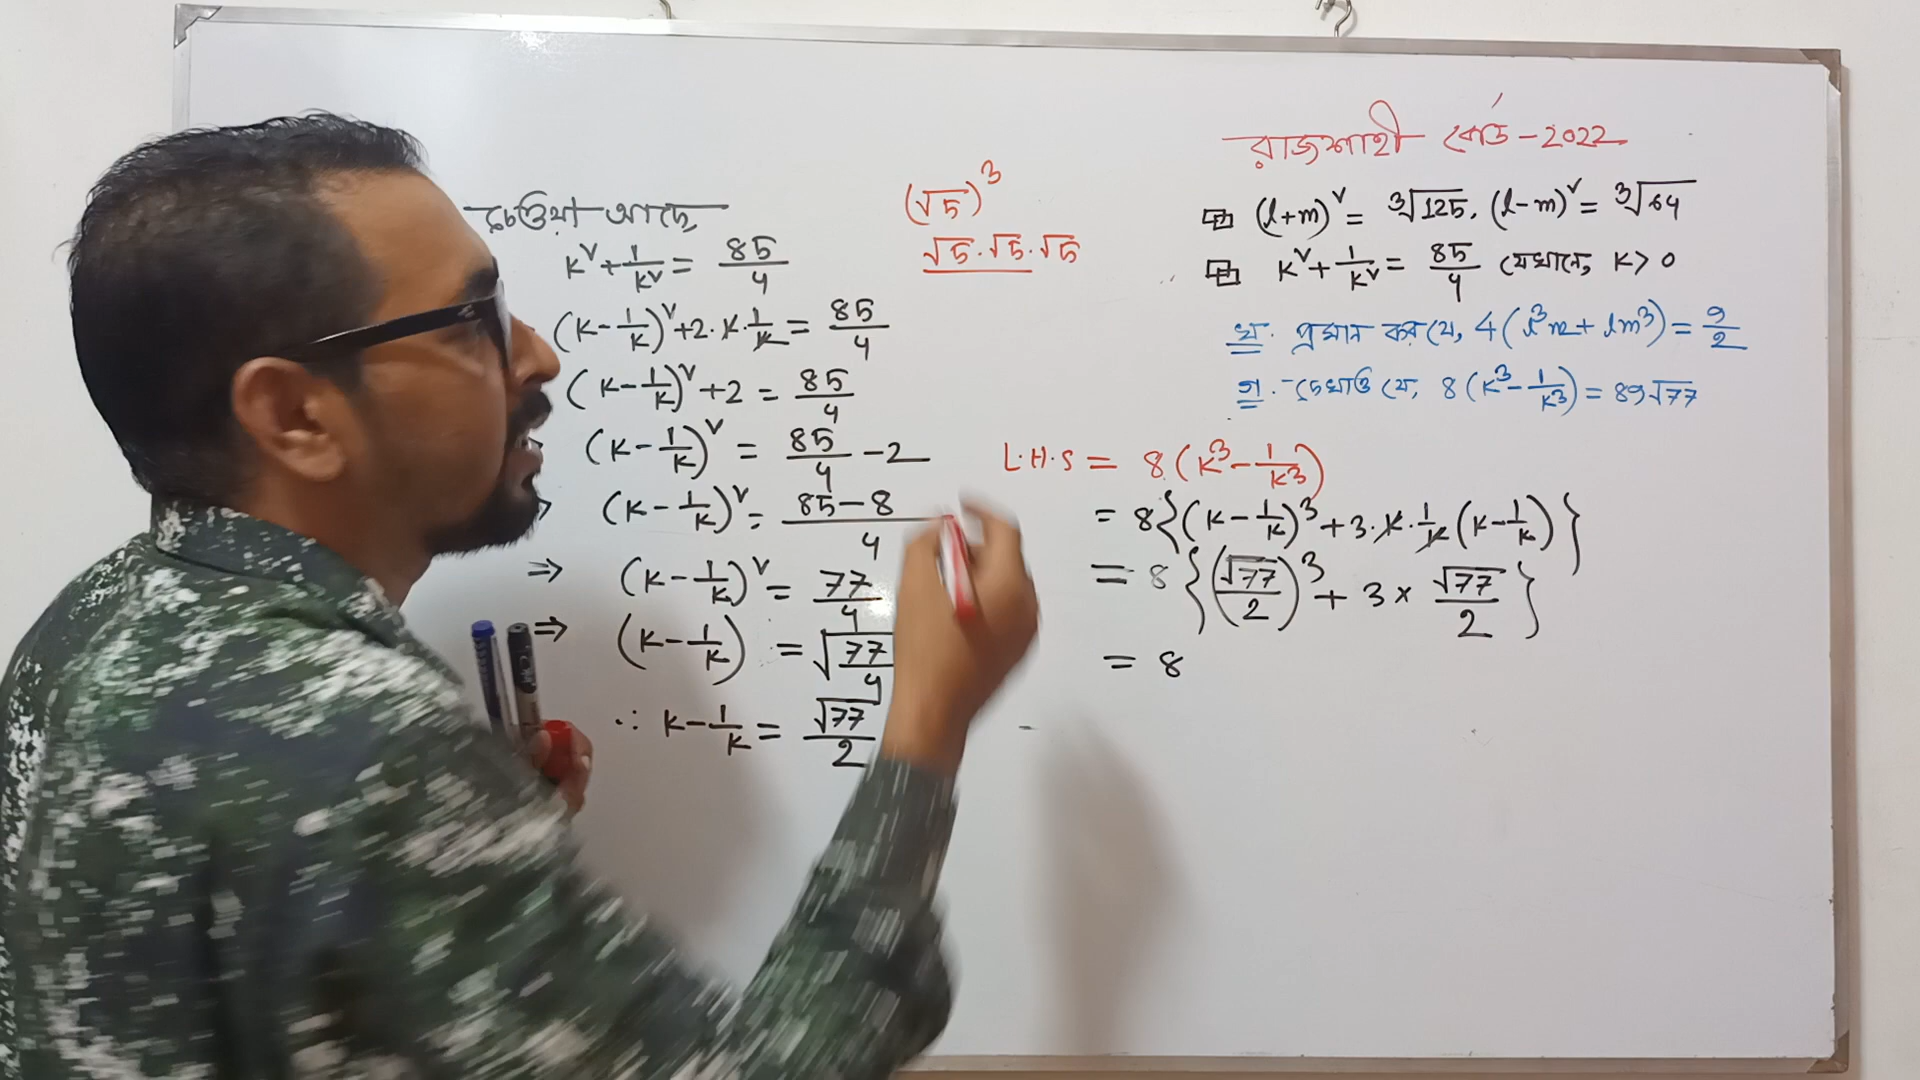 রাজশাহী বোর্ড - 2022
(l+m)² = ³√125, (l-m)² = ³√64
k² + 1/k² = 85/4 যেখানে, k > 0
খ. প্রমান কর যে, 4(l³m + lm³) = 9/2
গ. দেখাও যে, 8(k³ - 1/k³) = 89√77
দেওয়া আছে
k² + 1/k² = 85/4
(k - 1/k)² + 2·k·1/k = 85/4
(k - 1/k)² + 2 = 85/4
(k - 1/k)² = 85/4 - 2
(k - 1/k)² = 85-8/4
⇒ (k - 1/k)² = 77/4
⇒ (k - 1/k) = √77/4
∴ k - 1/k = √77/2
(√5)³
√5·√5·√5
L.H.S = 8(k³ - 1/k³)
= 8{(k - 1/k)³ + 3·k·1/k(k - 1/k)}
= 8{(√77/2)³ + 3 × √77/2}
= 8